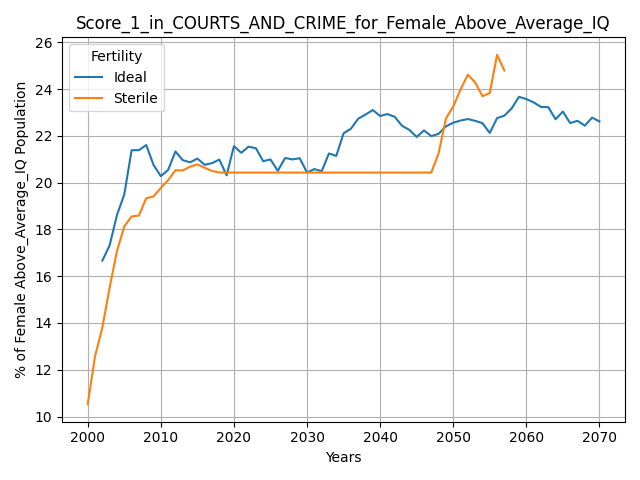 Score_1_in_COURTS_AND_CRIME_for_Female_Above_Average_IQ
Fertility
Ideal
Sterile
% of Female Above_Average_IQ Population
26
24
22
20
18
16
14
12
10
2000 2010 2020 2030 2040 2050 2060 2070
Years